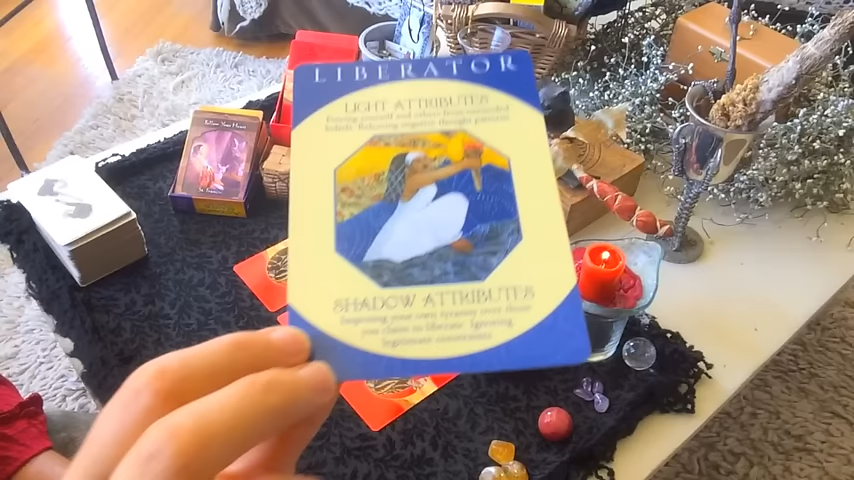 LIBERATOR
LIGHT ATTRIBUTES
Freeing yourself and others from outmoded
beliefs. Releasing negative thought patterns.
SHADOW ATTRIBUTES
Imposing your own tyranny over those
you claim to liberate. Ignoring
legitimate constraints.